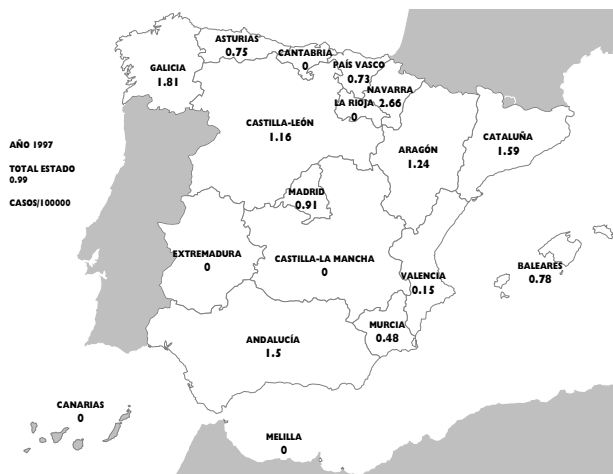 ASTURIAS
0.75
CANTABRIA
0
PAÍS VASCO
0.73
GALICIA
1.81
NAVARRA
2.66
LA RIOJA
0
CASTILLA-LEÓN
1.16
CATALUÑA
1.59
ARAGÓN
1.24
AÑO 1997
TOTAL ESTADO
0.99
CASOS/100000
MADRID
0.91
EXTREMADURA
0
CASTILLA-LA MANCHA
0
VALENCIA
0.15
BALEARES
0.78
MURCIA
0.48
ANDALUCÍA
1.5
CANARIAS
0
MELILLA
0